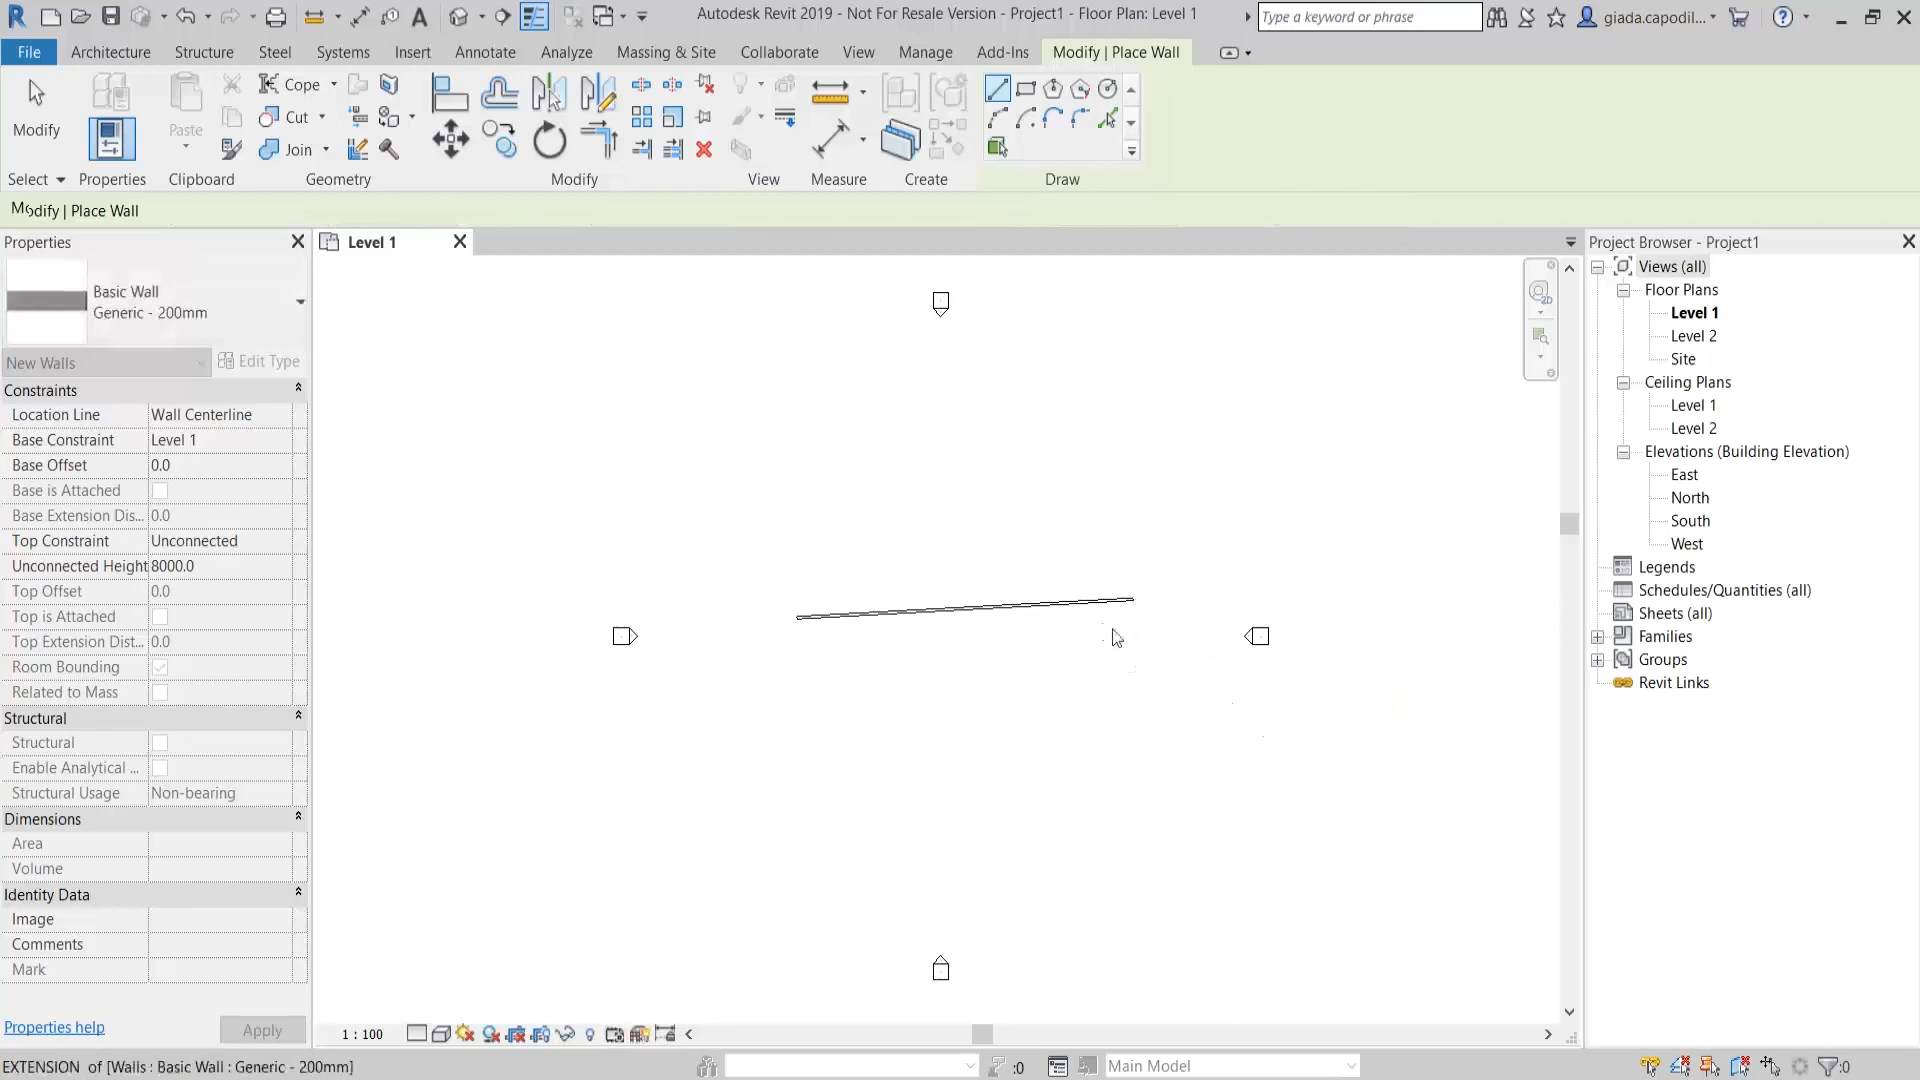 Autodesk Revit 2019 - Not For Resale Version - Project1 - Floor Plan: Level 1
Type a keyword or phrase
giada.capodil...
File Architecture Structure Steel Systems Insert Annotate Analyze Massing & Site Collaborate View Manage Add-Ins Modify | Place Wall
Modify
Paste
Cope
Cut
Join
Select Properties Clipboard Geometry Modify View Measure Create Draw
Modify | Place Wall
Properties
Level 1
Project Browser - Project1
Basic Wall
Generic - 200mm
New Walls
Edit Type
Constraints
Location Line Wall Centerline
Base Constraint Level 1
Base Offset 0.0
Base is Attached
Base Extension Dis... 0.0
Top Constraint Unconnected
Unconnected Height 8000.0
Top Offset 0.0
Top is Attached
Top Extension Dist... 0.0
Room Bounding
Related to Mass
Structural
Structural
Enable Analytical ...
Structural Usage Non-bearing
Dimensions
Area
Volume
Identity Data
Image
Comments
Mark
Properties help
Apply
2D
Views (all)
Floor Plans
Level 1
Level 2
Site
Ceiling Plans
Level 1
Level 2
Elevations (Building Elevation)
East
North
South
West
Legends
Schedules/Quantities (all)
Sheets (all)
Families
Groups
Revit Links
1 : 100
EXTENSION of [Walls : Basic Wall : Generic - 200mm]
:0
Main Model
:0